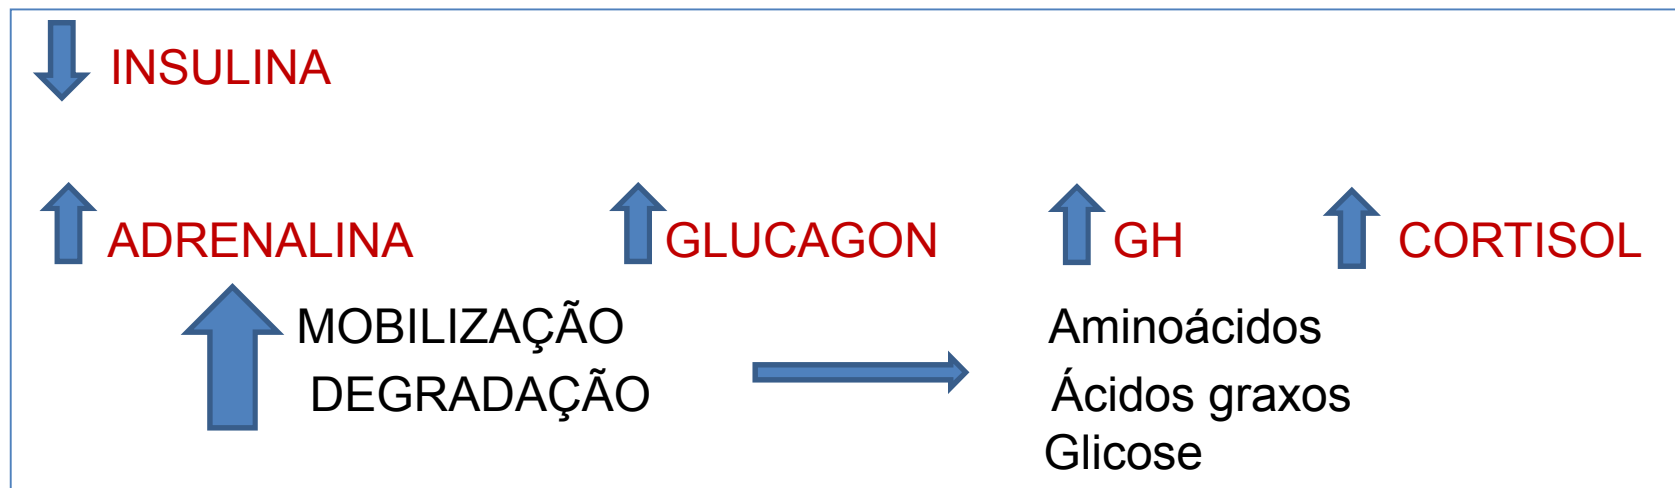 INSULINA
ADRENALINA GLUCAGON GH CORTISOL
MOBILIZAÇÃO Aminoácidos
DEGRADAÇÃO Ácidos graxos
Glicose